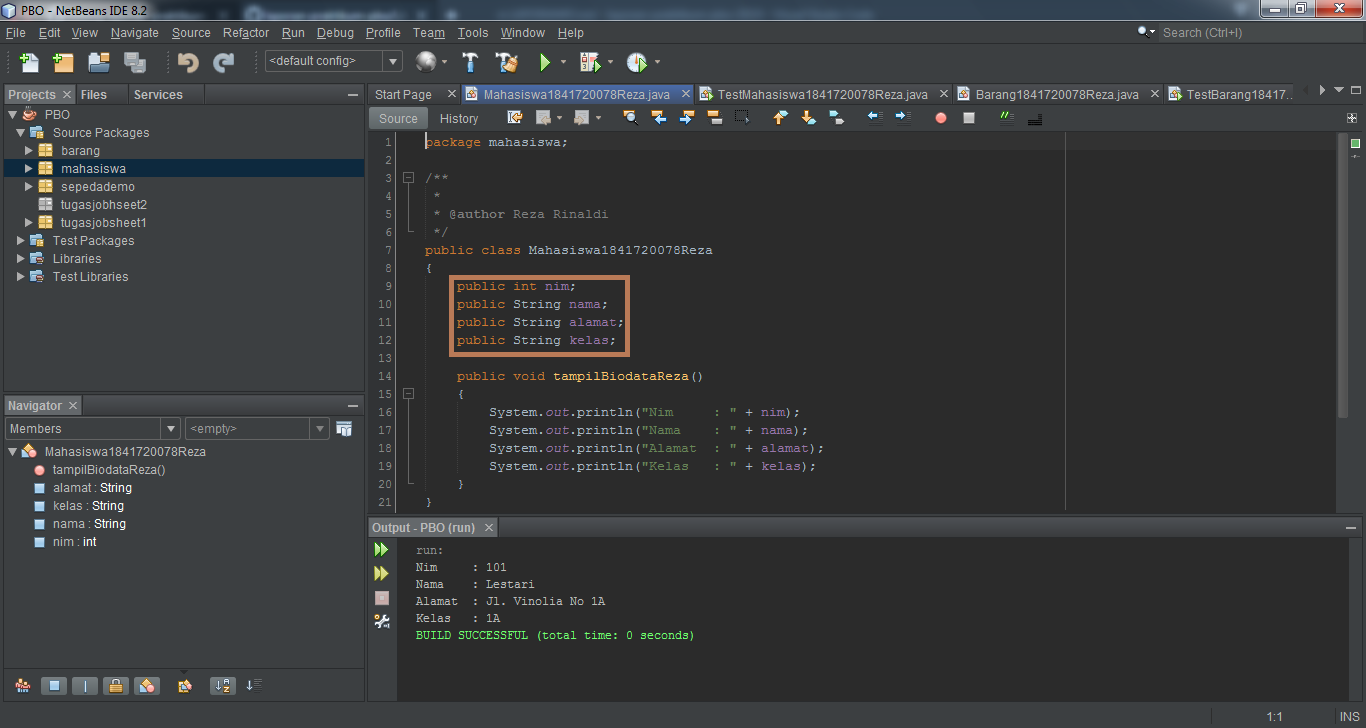 PBO - NetBeans IDE 8.2
File Edit View Navigate Source Refactor Run Debug Profile Team Tools Window Help
Search (Ctrl+I)
<default config>
Projects Files Services
PBO
Source Packages
barang
mahasiswa
sepedademo
tugasjobhseet2
tugasjobsheet1
Test Packages
Libraries
Test Libraries
Navigator
Members <empty>
Mahasiswa1841720078Reza
tampilBiodataReza()
alamat : String
kelas : String
nama : String
nim : int
Start Page Mahasiswa1841720078Reza.java TestMahasiswa1841720078Reza.java Barang1841720078Reza.java TestBarang18417..
Source History
1 package mahasiswa;
2
3 /**
4 *
5 * @author Reza Rinaldi
6 */
7 public class Mahasiswa1841720078Reza
8 {
9 public int nim;
10 public String nama;
11 public String alamat;
12 public String kelas;
13
14 public void tampilBiodataReza()
15 {
16 System.out.println("Nim     : " + nim);
17 System.out.println("Nama    : " + nama);
18 System.out.println("Alamat  : " + alamat);
19 System.out.println("Kelas   : " + kelas);
20 }
21 }
Output - PBO (run)
run:
Nim     : 101
Nama    : Lestari
Alamat  : Jl. Vinolia No 1A
Kelas   : 1A
BUILD SUCCESSFUL (total time: 0 seconds)
1:1 INS